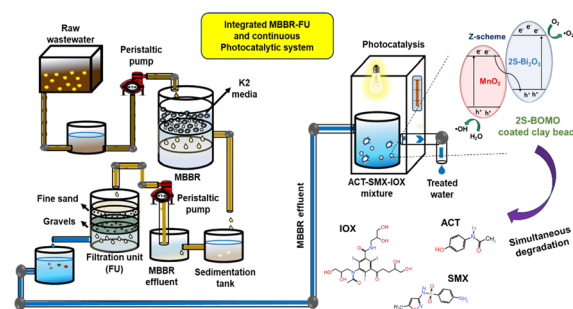 Raw
wastewater
Peristaltic
pump
Integrated MBBR-FU
and continuous
Photocatalytic system
K2
media
MBBR
Fine sand
Gravels
Filtration unit
(FU)
Peristaltic
pump
MBBR
effluent
Sedimentation
tank
MBBR effluent
Photocatalysis
ACT-SMX-IOX
mixture
Treated
water
Z-scheme
e⁻ e⁻ e⁻
2S-Bi₂O₃
O₂
•O₂
e⁻ e⁻
MnO₂
h⁺ h⁺
h⁺ h⁺
•OH
H₂O
2S-BOMO
coated clay bead
Simultaneous
degradation
IOX
ACT
SMX